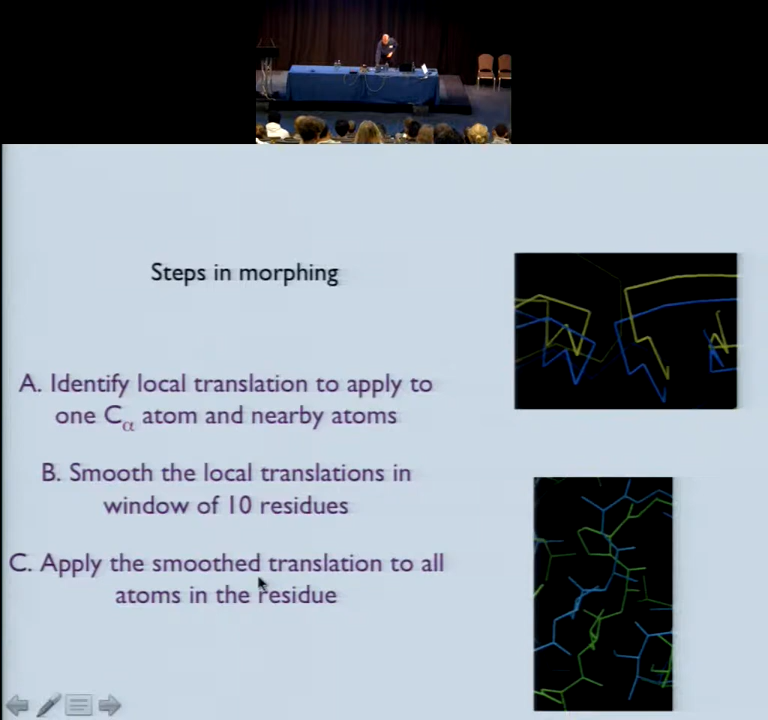 Steps in morphing
A. Identify local translation to apply to
one Cα atom and nearby atoms
B. Smooth the local translations in
window of 10 residues
C. Apply the smoothed translation to all
atoms in the residue